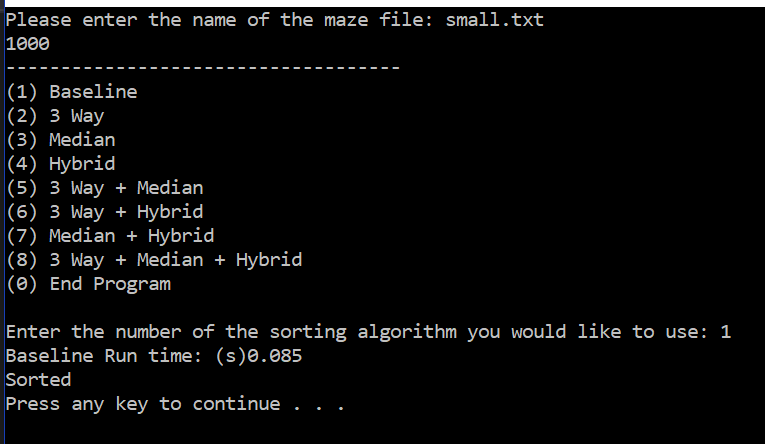 Please enter the name of the maze file: small.txt
1000
------------------------------------
(1) Baseline
(2) 3 Way
(3) Median
(4) Hybrid
(5) 3 Way + Median
(6) 3 Way + Hybrid
(7) Median + Hybrid
(8) 3 Way + Median + Hybrid
(0) End Program

Enter the number of the sorting algorithm you would like to use: 1
Baseline Run time: (s)0.085
Sorted
Press any key to continue . . .